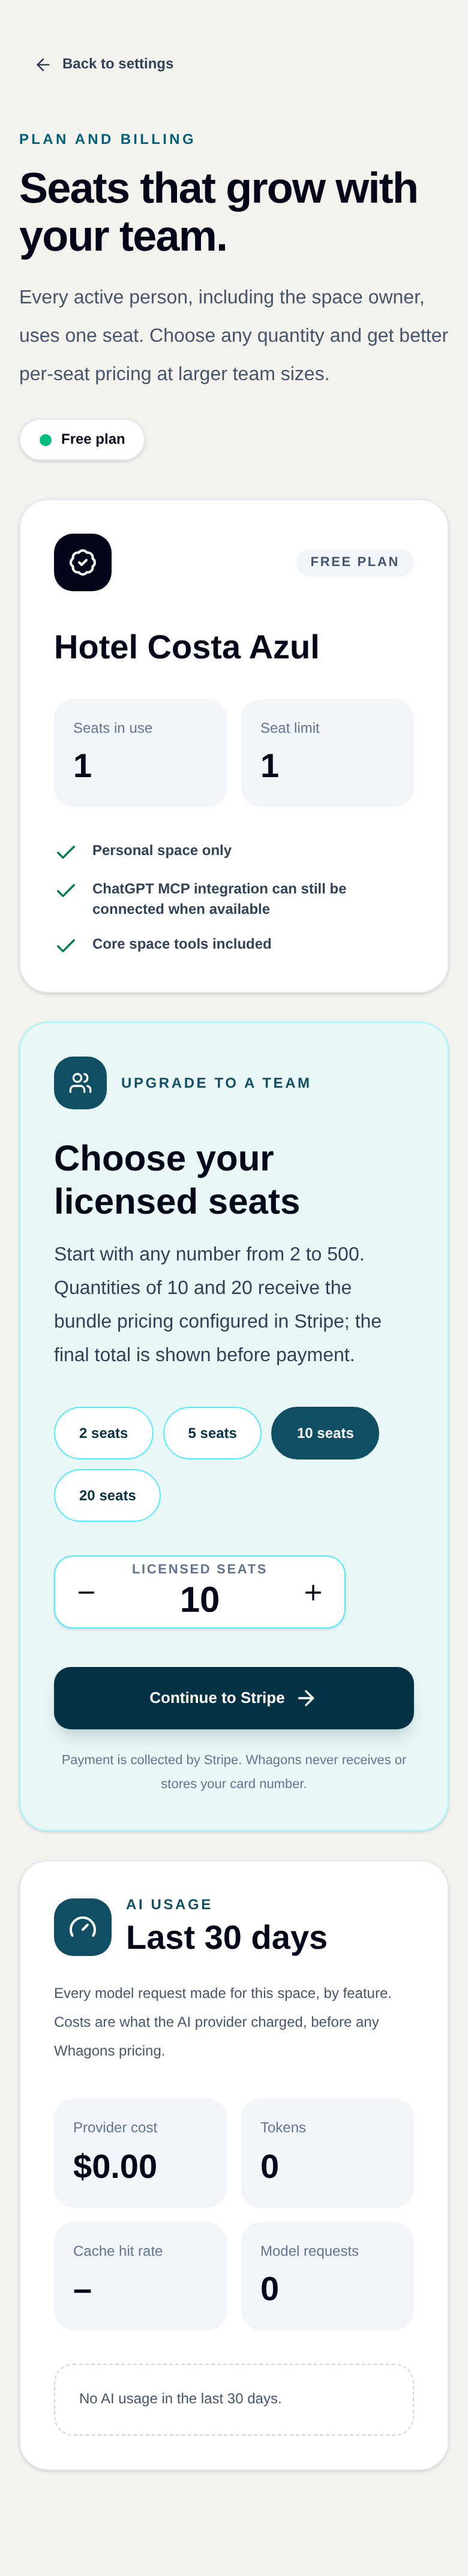 Back to settings
PLAN AND BILLING
Seats that grow with
your team.
Every active person, including the space owner,
uses one seat. Choose any quantity and get better
per-seat pricing at larger team sizes.
Free plan
FREE PLAN
Hotel Costa Azul
Seats in use
1
Seat limit
1
Personal space only
ChatGPT MCP integration can still be
connected when available
Core space tools included
UPGRADE TO A TEAM
Choose your
licensed seats
Start with any number from 2 to 500.
Quantities of 10 and 20 receive the
bundle pricing configured in Stripe; the
final total is shown before payment.
2 seats
5 seats
10 seats
20 seats
LICENSED SEATS
− 10 +
Continue to Stripe
Payment is collected by Stripe. Whagons never receives or
stores your card number.
AI USAGE
Last 30 days
Every model request made for this space, by feature.
Costs are what the AI provider charged, before any
Whagons pricing.
Provider cost
$0.00
Tokens
0
Cache hit rate
–
Model requests
0
No AI usage in the last 30 days.